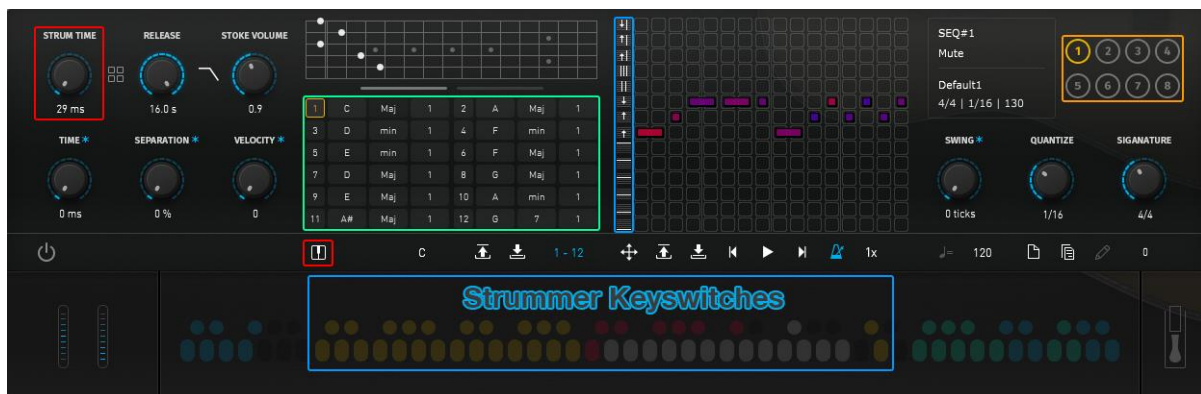 STRUM TIME RELEASE STOKE VOLUME
29 ms 16.0 s 0.9
TIME * SEPARATION * VELOCITY *
0 ms 0 % 0
1 C Maj 1 2 A Maj 1
3 D min 1 4 F min 1
5 E min 1 6 F Maj 1
7 D Maj 1 8 G Maj 1
9 E Maj 1 10 A min 1
11 A# Maj 1 12 G 7 1
SEQ#1
Mute
Default1
4/4 | 1/16 | 130
1 2 3 4
5 6 7 8
SWING * QUANTIZE SIGANATURE
0 ticks 1/16 4/4
C 1 - 12 1x ♩= 120 0
Strummer Keyswitches